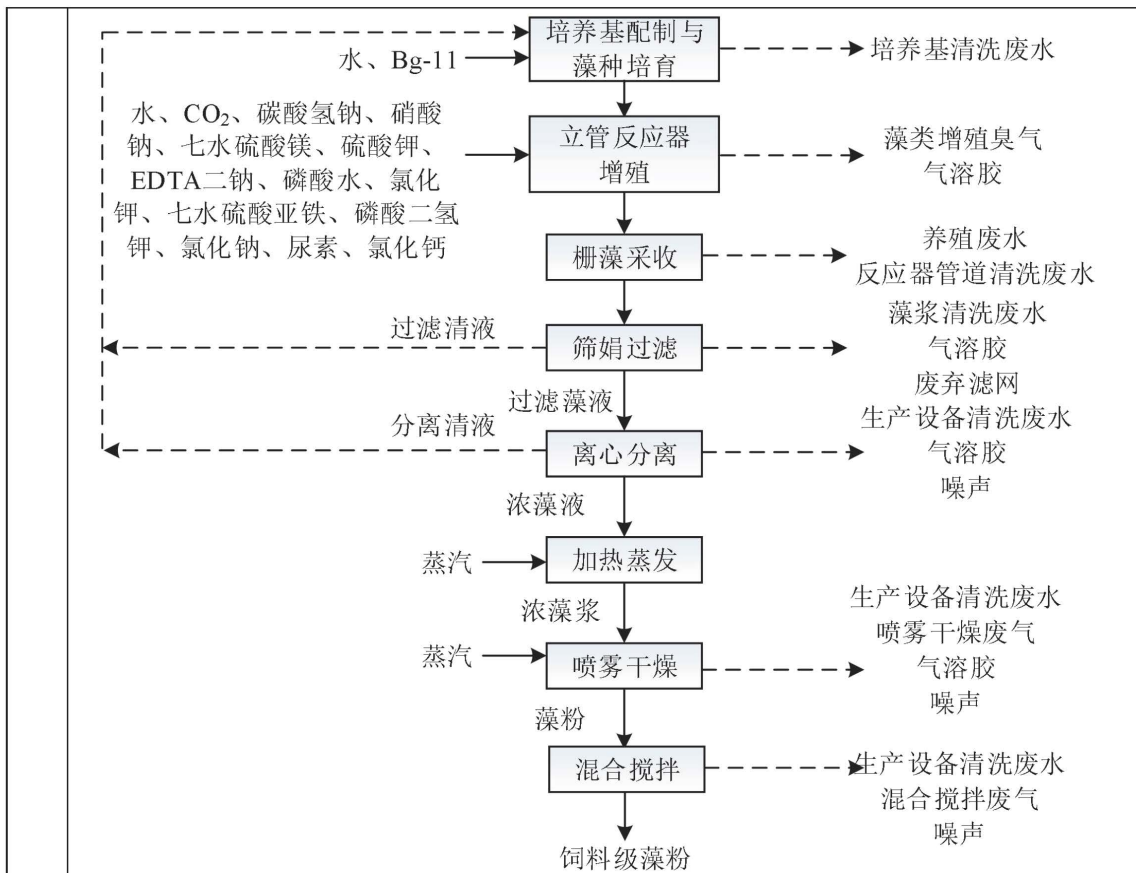 培养基配制与
藻种培育
水、Bg-11
培养基清洗废水
水、CO₂、碳酸氢钠、硝酸
钠、七水硫酸镁、硫酸钾、
EDTA二钠、磷酸水、氯化
钾、七水硫酸亚铁、磷酸二氢
钾、氯化钠、尿素、氯化钙
立管反应器
增殖
藻类增殖臭气
气溶胶
栅藻采收
养殖废水
反应器管道清洗废水
过滤清液
筛娟过滤
藻浆清洗废水
气溶胶
废弃滤网
过滤藻液
分离清液
离心分离
生产设备清洗废水
气溶胶
噪声
浓藻液
蒸汽
加热蒸发
浓藻浆
蒸汽
喷雾干燥
生产设备清洗废水
喷雾干燥废气
气溶胶
噪声
藻粉
混合搅拌
生产设备清洗废水
混合搅拌废气
噪声
饲料级藻粉